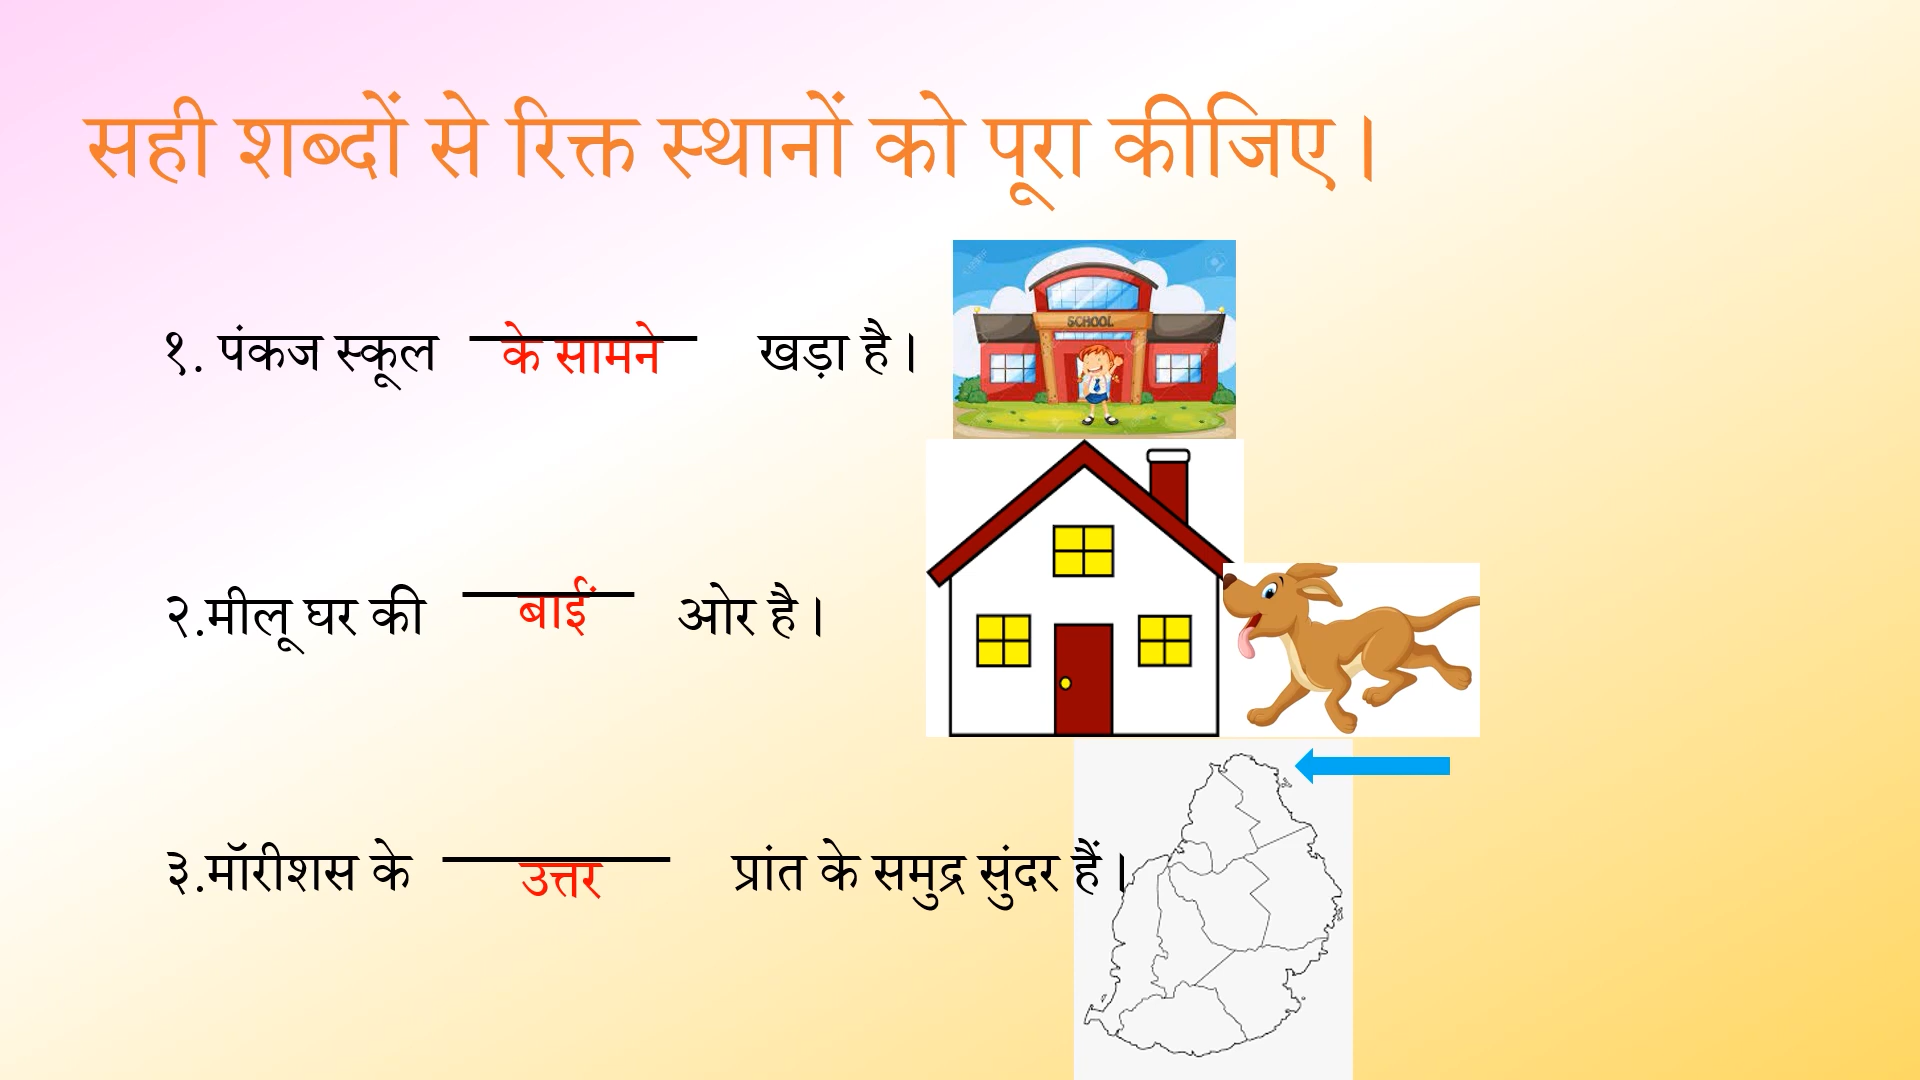 सही शब्दों से रिक्त स्थानों को पूरा कीजिए।
१. पंकज स्कूल के सामने खड़ा है।
SCHOOL
२.मीलू घर की बाईं ओर है।
३.मॉरीशस के उत्तर प्रांत के समुद्र सुंदर हैं।